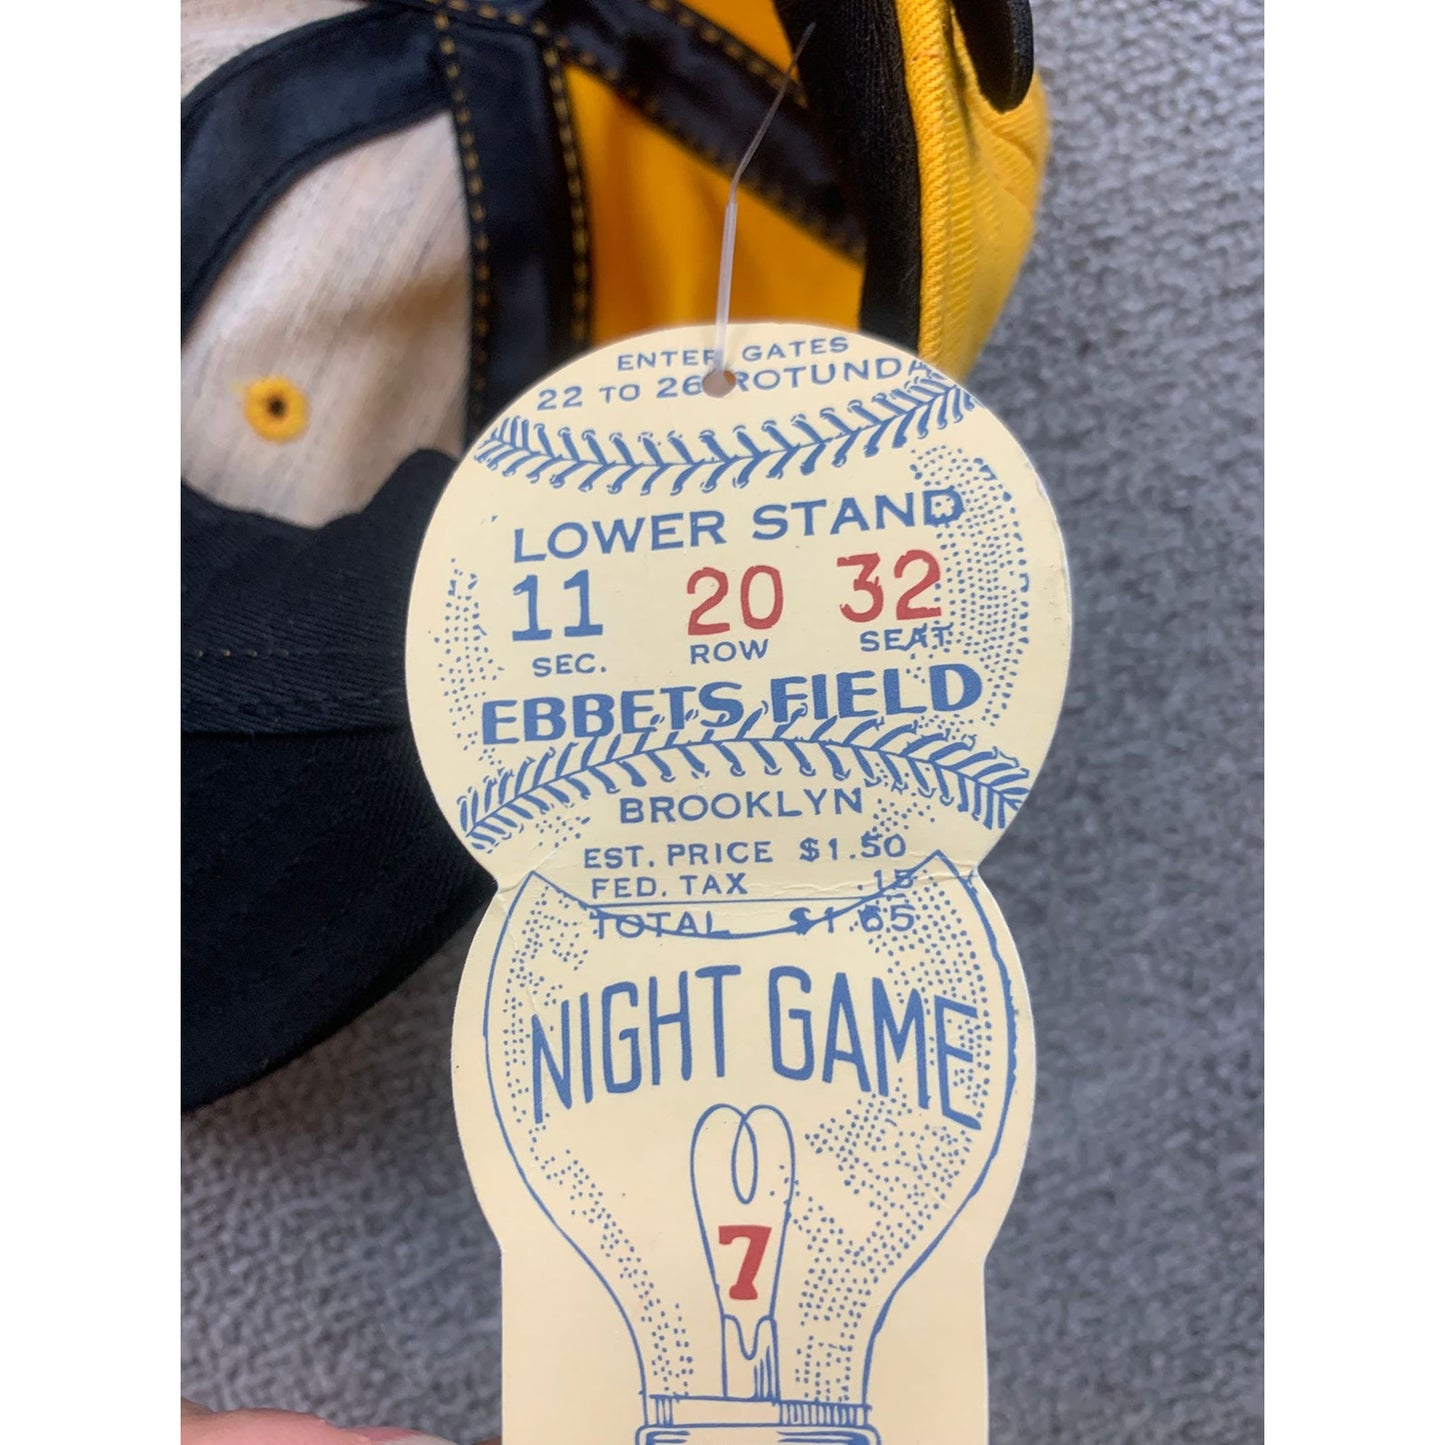 ENTER GATES
22 TO 26 ROTUNDA
LOWER STAND
11 20 32
SEC. ROW SEAT
EBBETS FIELD
BROOKLYN
EST. PRICE $1.50
FED. TAX .15
TOTAL $1.65
NIGHT GAME
7